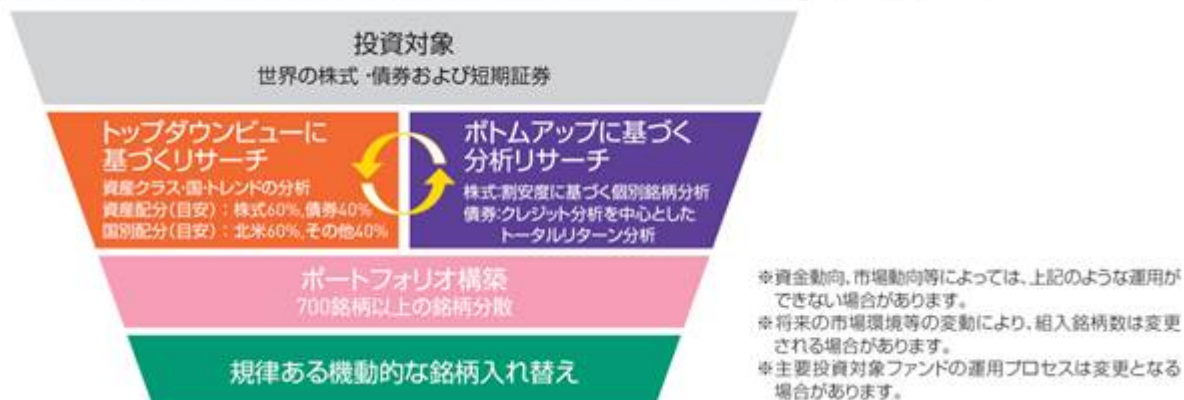 投資対象
世界の株式・債券および短期証券
トップダウンビューに
基づくリサーチ
資産クラス・国・トレンドの分析
資産配分(目安):株式60%,債券40%
国別配分(目安):北米60%,その他40%
ボトムアップに基づく
分析リサーチ
株式:割安度に基づく個別銘柄分析
債券:クレジット分析を中心とした
トータルリターン分析
ポートフォリオ構築
700銘柄以上の銘柄分散
規律ある機動的な銘柄入れ替え
※資金動向、市場動向等によっては、上記のような運用が
できない場合があります。
※将来の市場環境等の変動により、組入銘柄数は変更
される場合があります。
※主要投資対象ファンドの運用プロセスは変更となる
場合があります。